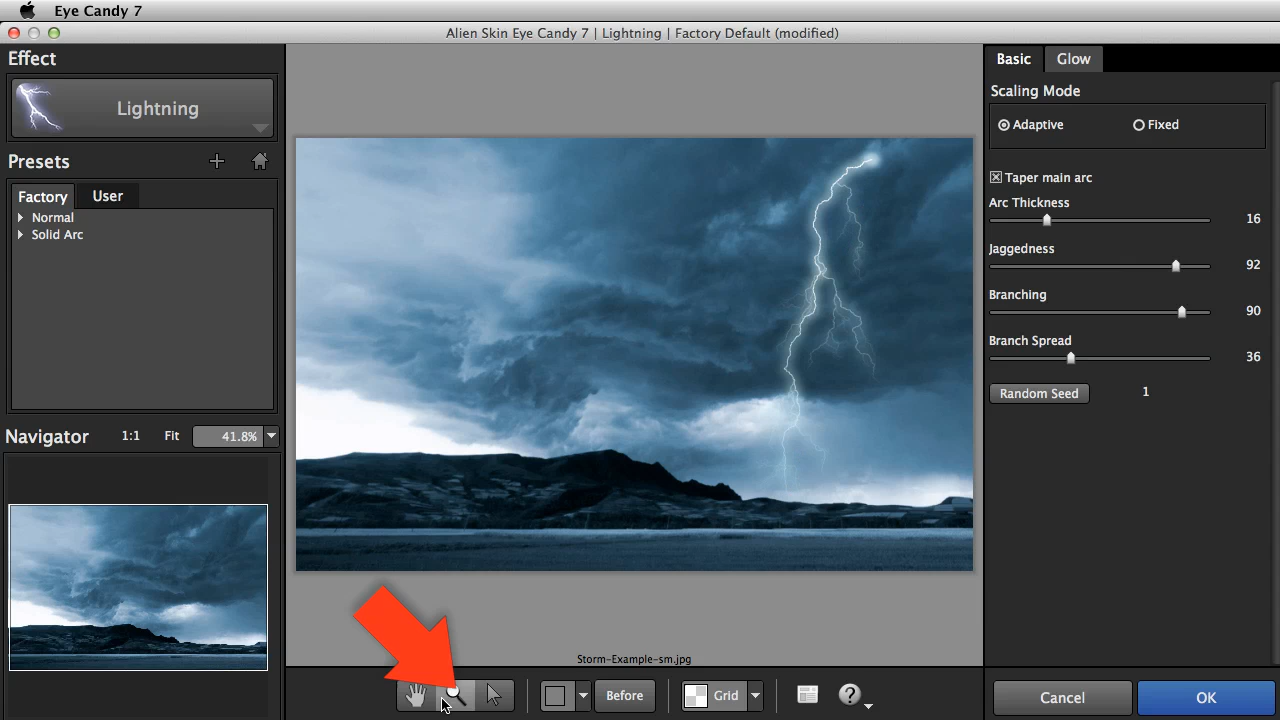 Eye Candy 7
Alien Skin Eye Candy 7 | Lightning | Factory Default (modified)
Effect
Lightning
Presets
Factory User
Normal
Solid Arc
Navigator 1:1 Fit 41.8%
Storm-Example-sm.jpg
Before
Grid
?
Basic Glow
Scaling Mode
Adaptive Fixed
Taper main arc
Arc Thickness
16
Jaggedness
92
Branching
90
Branch Spread
36
Random Seed 1
Cancel OK